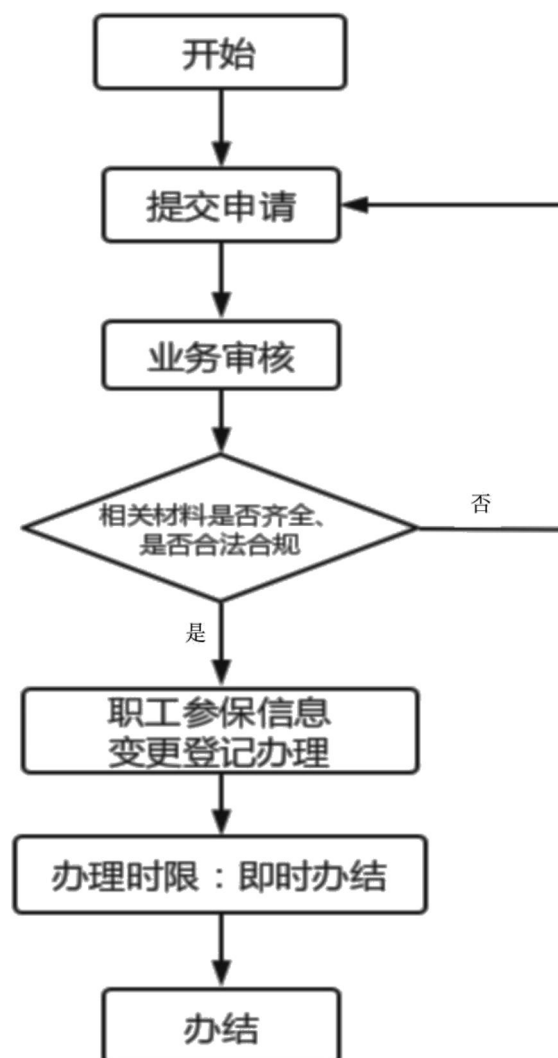 开始
提交申请
业务审核
相关材料是否齐全、
是否合法合规
否
是
职工参保信息
变更登记办理
办理时限：即时办结
办结